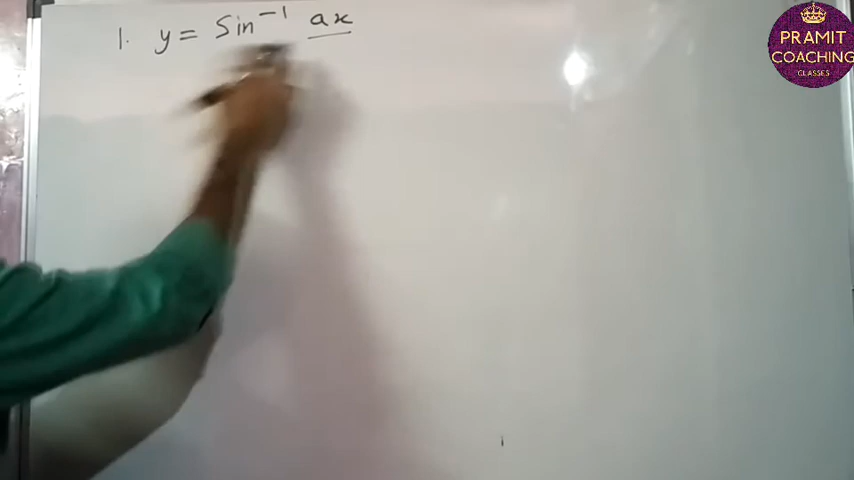 1. y = Sin⁻¹ ax
PRAMIT
COACHING
CLASSES